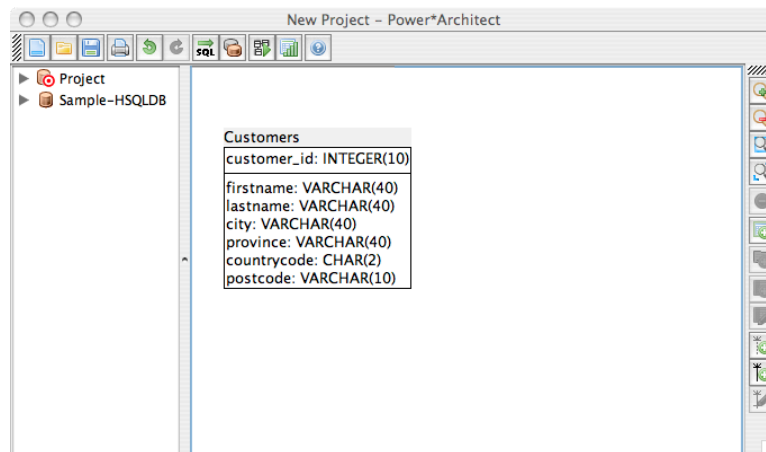 New Project – Power*Architect
SQL
Project
Sample-HSQLDB
Customers
customer_id: INTEGER(10)
firstname: VARCHAR(40)
lastname: VARCHAR(40)
city: VARCHAR(40)
province: VARCHAR(40)
countrycode: CHAR(2)
postcode: VARCHAR(10)